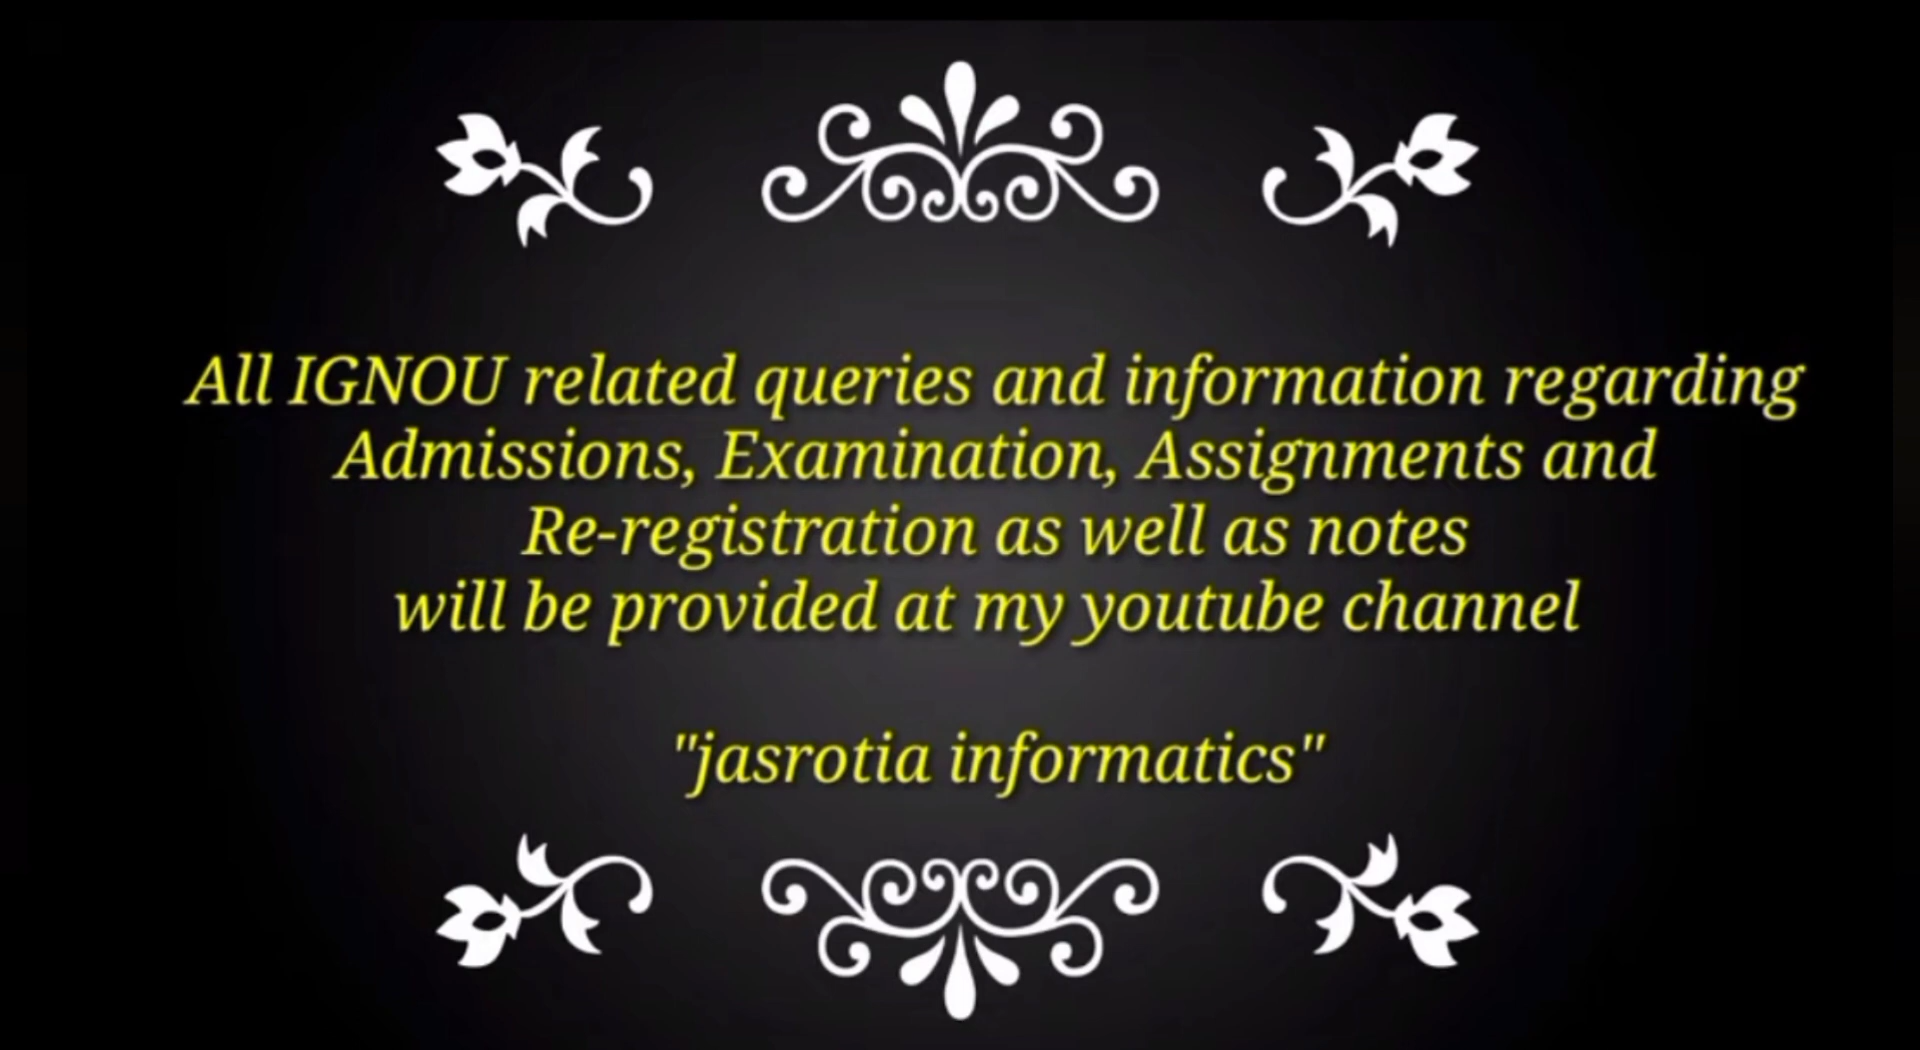 All IGNOU related queries and information regarding
Admissions, Examination, Assignments and
Re-registration as well as notes
will be provided at my youtube channel
"jasrotia informatics"